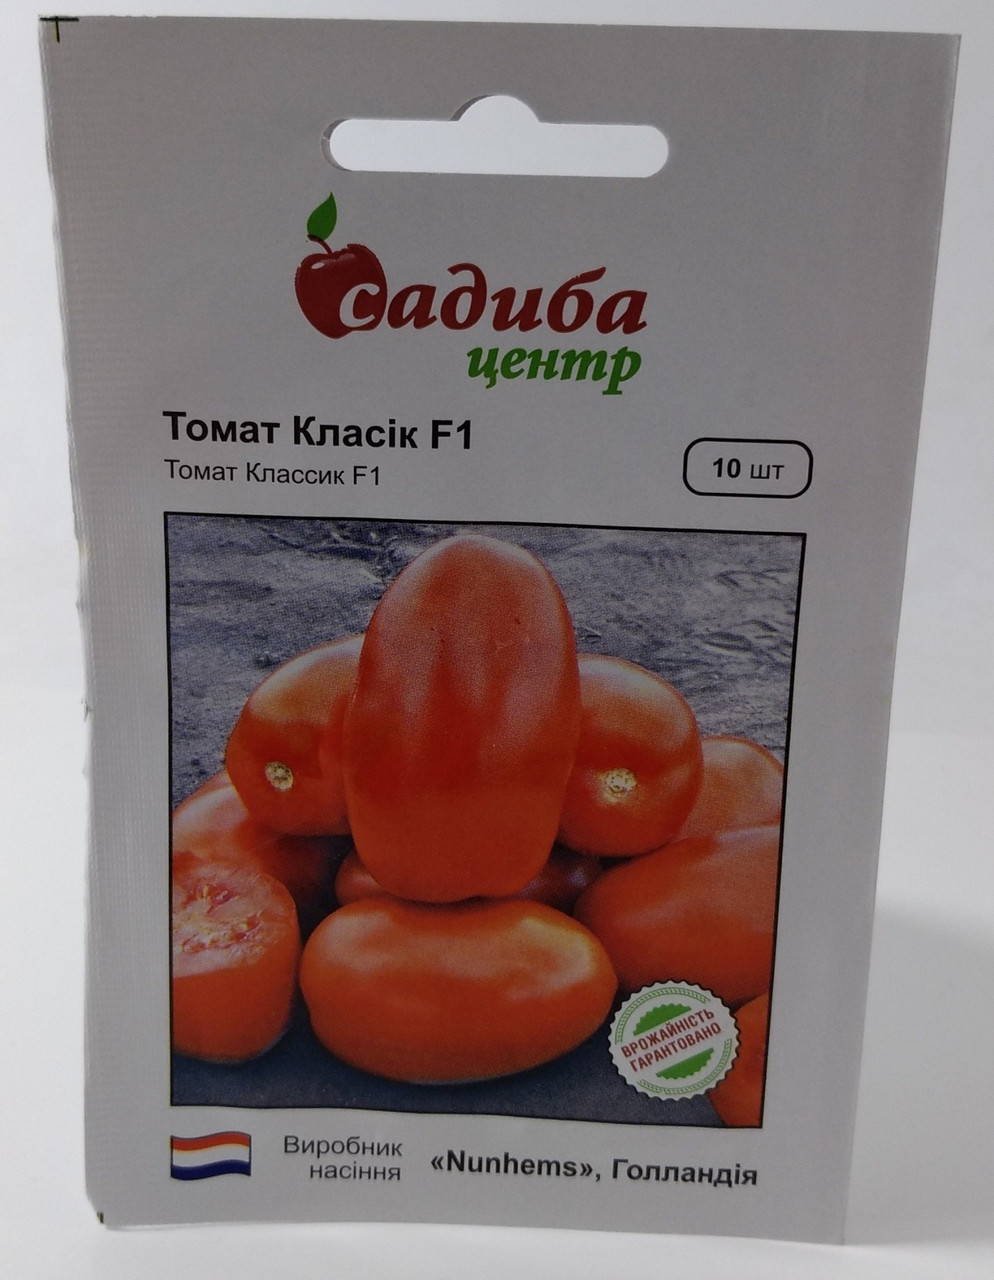 садиба
центр
Томат Класік F1
Томат Классик F1
10 шт
ВРОЖАЙНІСТЬ
ГАРАНТОВАНО
Виробник
насіння
«Nunhems», Голландія